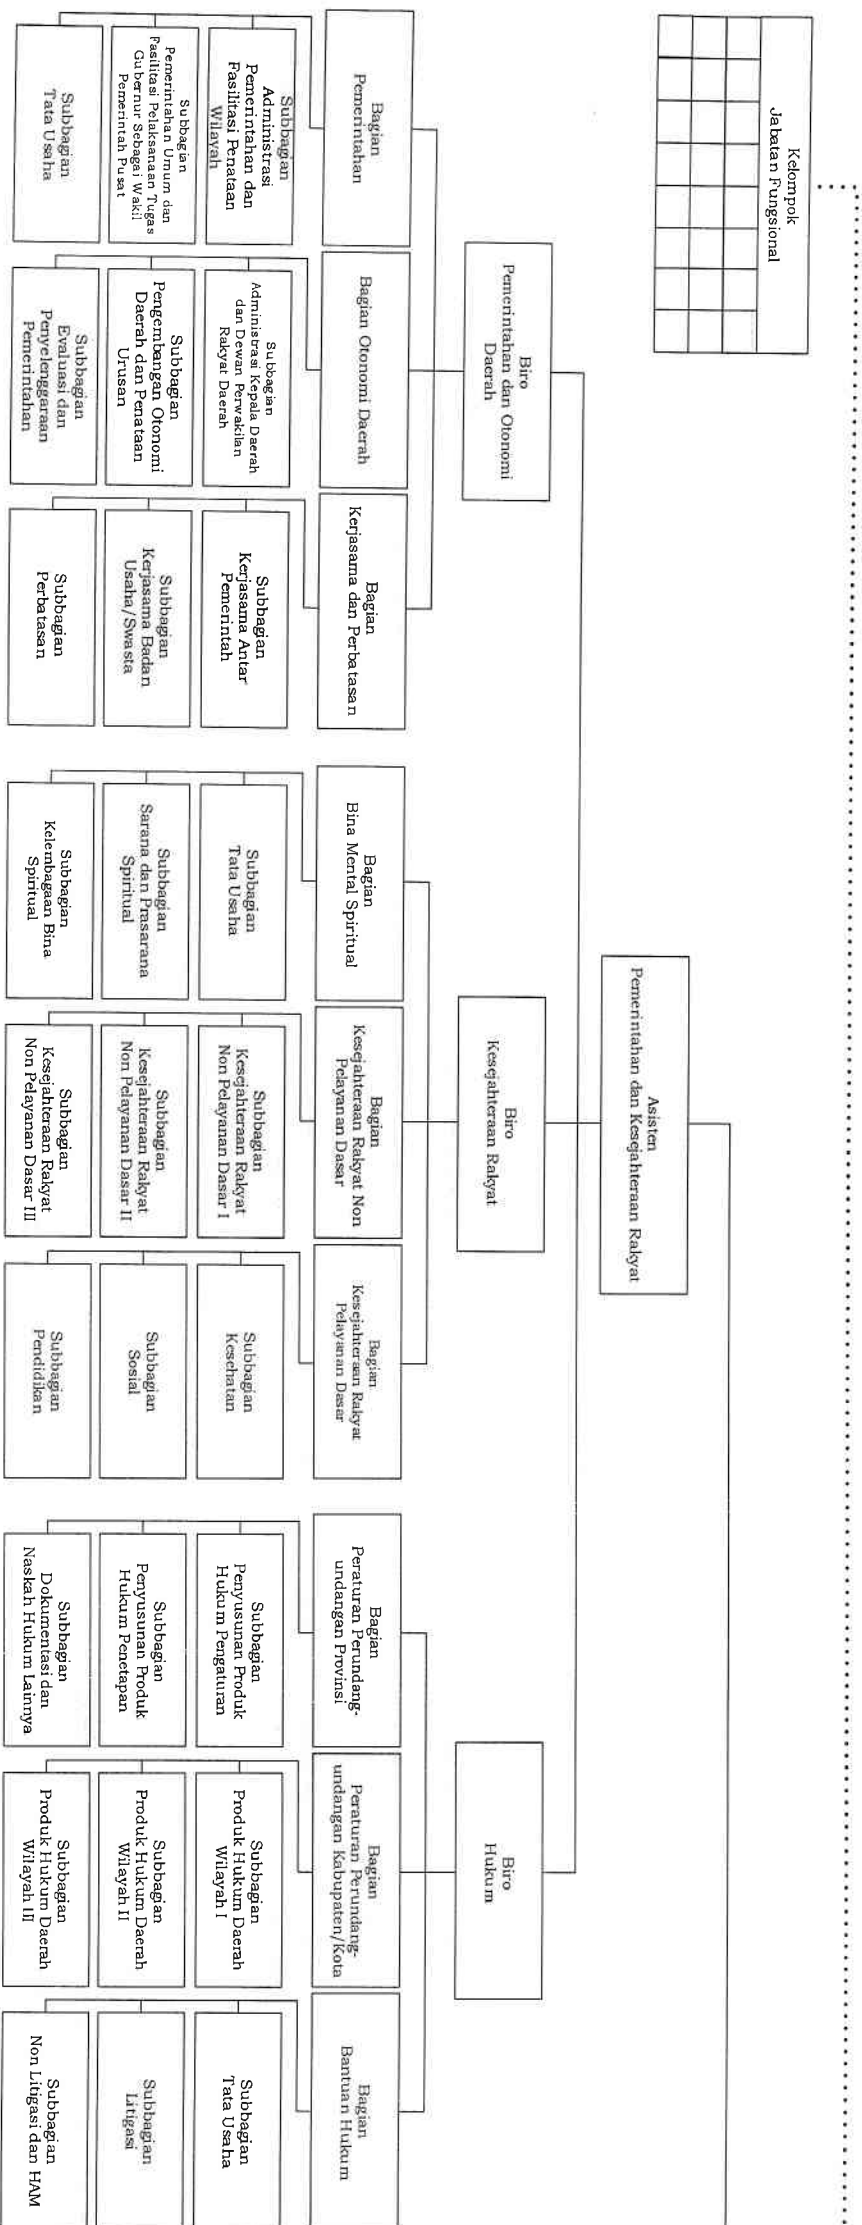 Kelompok
Jabatan Fungsional
Asisten
Pemerintahan dan Kesejahteraan Rakyat
Biro
Pemerintahan dan Otonomi
Daerah
Biro
Kesejahteraan Rakyat
Biro
Hukum
Bagian
Pemerintahan
Bagian Otonomi Daerah
Bagian
Kerjasama dan Perbatasan
Bagian
Bina Mental Spiritual
Bagian
Kesejahteraan Rakyat Non
Pelayanan Dasar
Bagian
Kesejahteraan Rakyat
Pelayanan Dasar
Bagian
Peraturan Perundang-
undangan Provinsi
Bagian
Peraturan Perundang-
undangan Kabupaten/Kota
Bagian
Bantuan Hukum
Subbagian
Administrasi
Pemerintahan dan
Fasilitasi Penataan
Wilayah
Subbagian
Administrasi Kepala Daerah
dan Dewan Perwakilan
Rakyat Daerah
Subbagian
Kerjasama Antar
Pemerintah
Subbagian
Tata Usaha
Subbagian
Kesejahteraan Rakyat
Non Pelayanan Dasar I
Subbagian
Kesehatan
Subbagian
Penyusunan Produk
Hukum Pengaturan
Subbagian
Produk Hukum Daerah
Wilayah I
Subbagian
Tata Usaha
Subbagian
Pemerintahan Umum dan
Fasilitasi Pelaksanaan Tugas
Gubernur Sebagai Wakil
Pemerintah Pusat
Subbagian
Pengembangan Otonomi
Daerah dan Penataan
Urusan
Subbagian
Kerjasama Badan
Usaha/Swasta
Subbagian
Sarana dan Prasarana
Spiritual
Subbagian
Kesejahteraan Rakyat
Non Pelayanan Dasar II
Subbagian
Sosial
Subbagian
Penyusunan Produk
Hukum Penetapan
Subbagian
Produk Hukum Daerah
Wilayah II
Subbagian
Litigasi
Subbagian
Tata Usaha
Subbagian
Evaluasi dan
Penyelenggaraan
Pemerintahan
Subbagian
Perbatasan
Subbagian
Kelembagaan Bina
Spiritual
Subbagian
Kesejahteraan Rakyat
Non Pelayanan Dasar III
Subbagian
Pendidikan
Subbagian
Dokumentasi dan
Naskah Hukum Lainnya
Subbagian
Produk Hukum Daerah
Wilayah III
Subbagian
Non Litigasi dan HAM